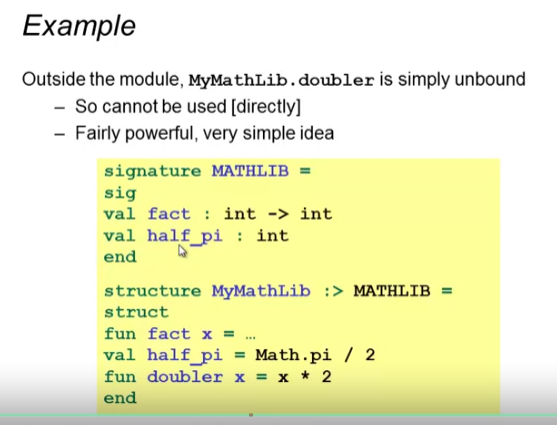 Example
Outside the module, MyMathLib.doubler is simply unbound
– So cannot be used [directly]
– Fairly powerful, very simple idea
signature MATHLIB =
sig
val fact : int -> int
val half_pi : int
end
structure MyMathLib :> MATHLIB =
struct
fun fact x = …
val half_pi = Math.pi / 2
fun doubler x = x * 2
end